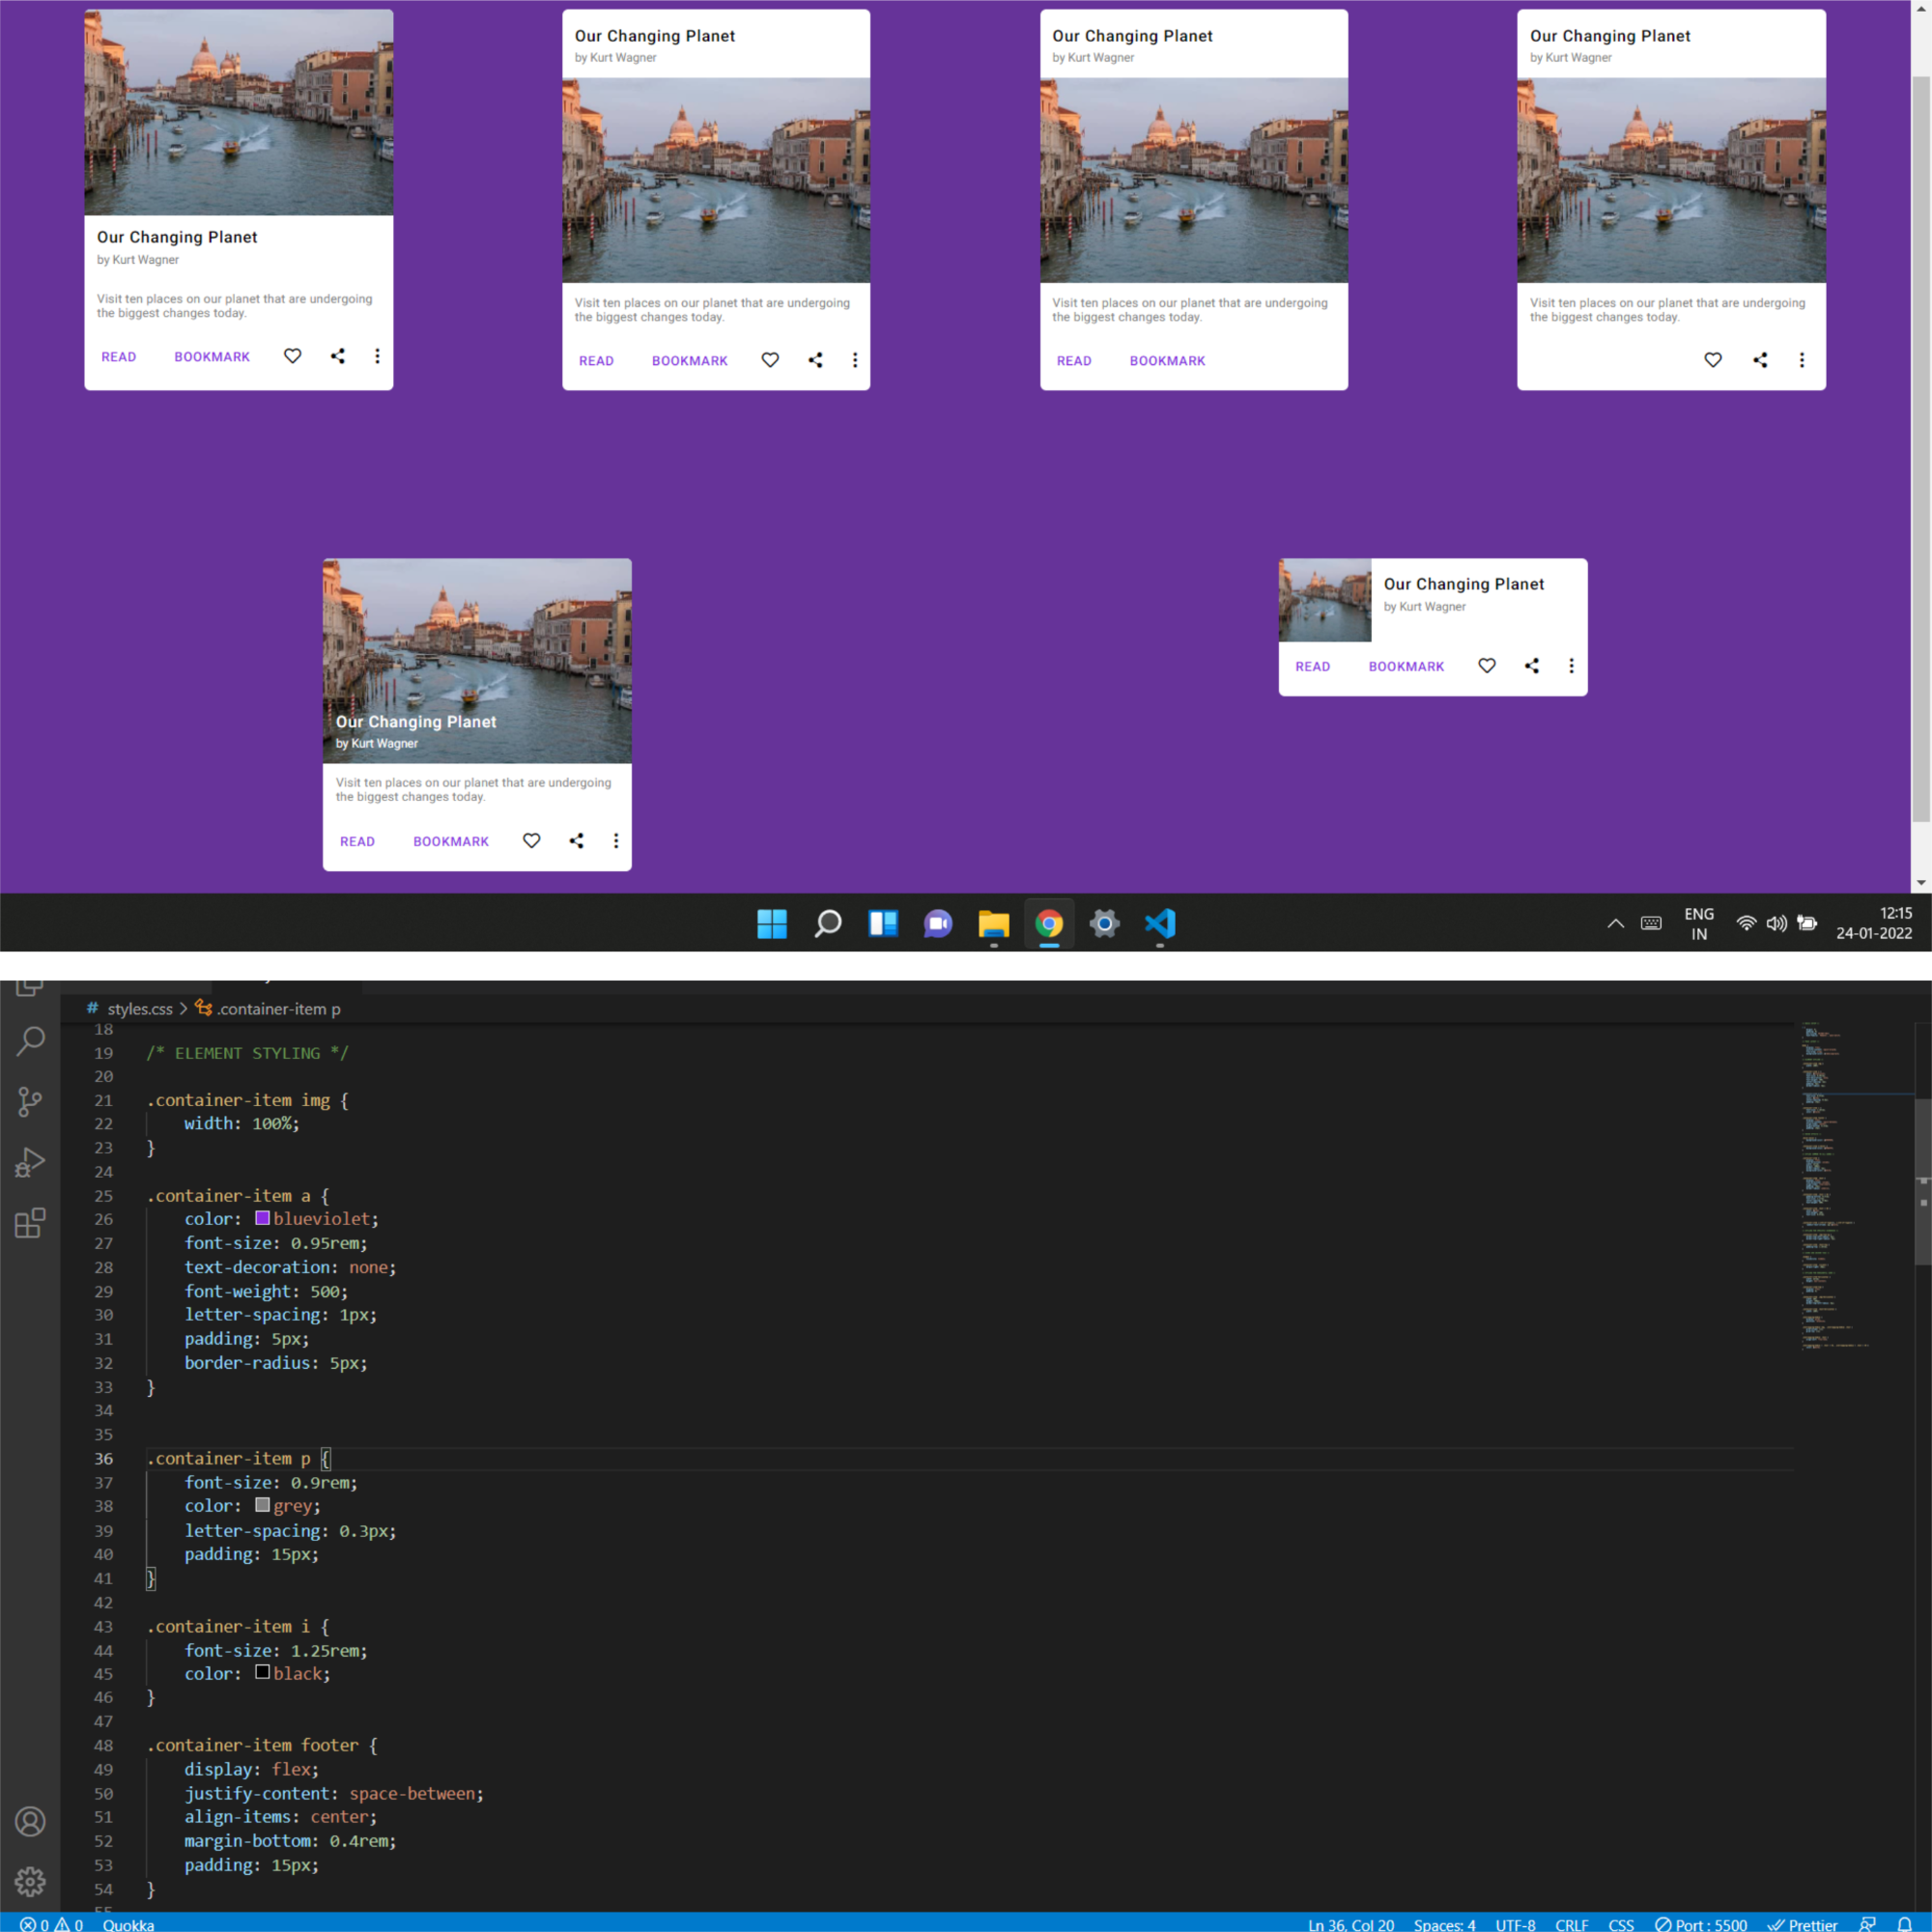 Our Changing Planet
by Kurt Wagner
Visit ten places on our planet that are undergoing
the biggest changes today.
READ BOOKMARK
Our Changing Planet
by Kurt Wagner
Visit ten places on our planet that are undergoing
the biggest changes today.
READ BOOKMARK
Our Changing Planet
by Kurt Wagner
Visit ten places on our planet that are undergoing
the biggest changes today.
READ BOOKMARK
Our Changing Planet
by Kurt Wagner
Visit ten places on our planet that are undergoing
the biggest changes today.
Our Changing Planet
by Kurt Wagner
Visit ten places on our planet that are undergoing
the biggest changes today.
READ BOOKMARK
Our Changing Planet
by Kurt Wagner
READ BOOKMARK
ENG
IN
12:15
24-01-2022
# styles.css > .container-item p
18
19 /* ELEMENT STYLING */
20
21 .container-item img {
22 width: 100%;
23 }
24
25 .container-item a {
26 color: blueviolet;
27 font-size: 0.95rem;
28 text-decoration: none;
29 font-weight: 500;
30 letter-spacing: 1px;
31 padding: 5px;
32 border-radius: 5px;
33 }
34
35
36 .container-item p {
37 font-size: 0.9rem;
38 color: grey;
39 letter-spacing: 0.3px;
40 padding: 15px;
41 }
42
43 .container-item i {
44 font-size: 1.25rem;
45 color: black;
46 }
47
48 .container-item footer {
49 display: flex;
50 justify-content: space-between;
51 align-items: center;
52 margin-bottom: 0.4rem;
53 padding: 15px;
54 }
0 0 Quokka
Ln 36, Col 20 Spaces: 4 UTF-8 CRLF CSS Port : 5500 Prettier